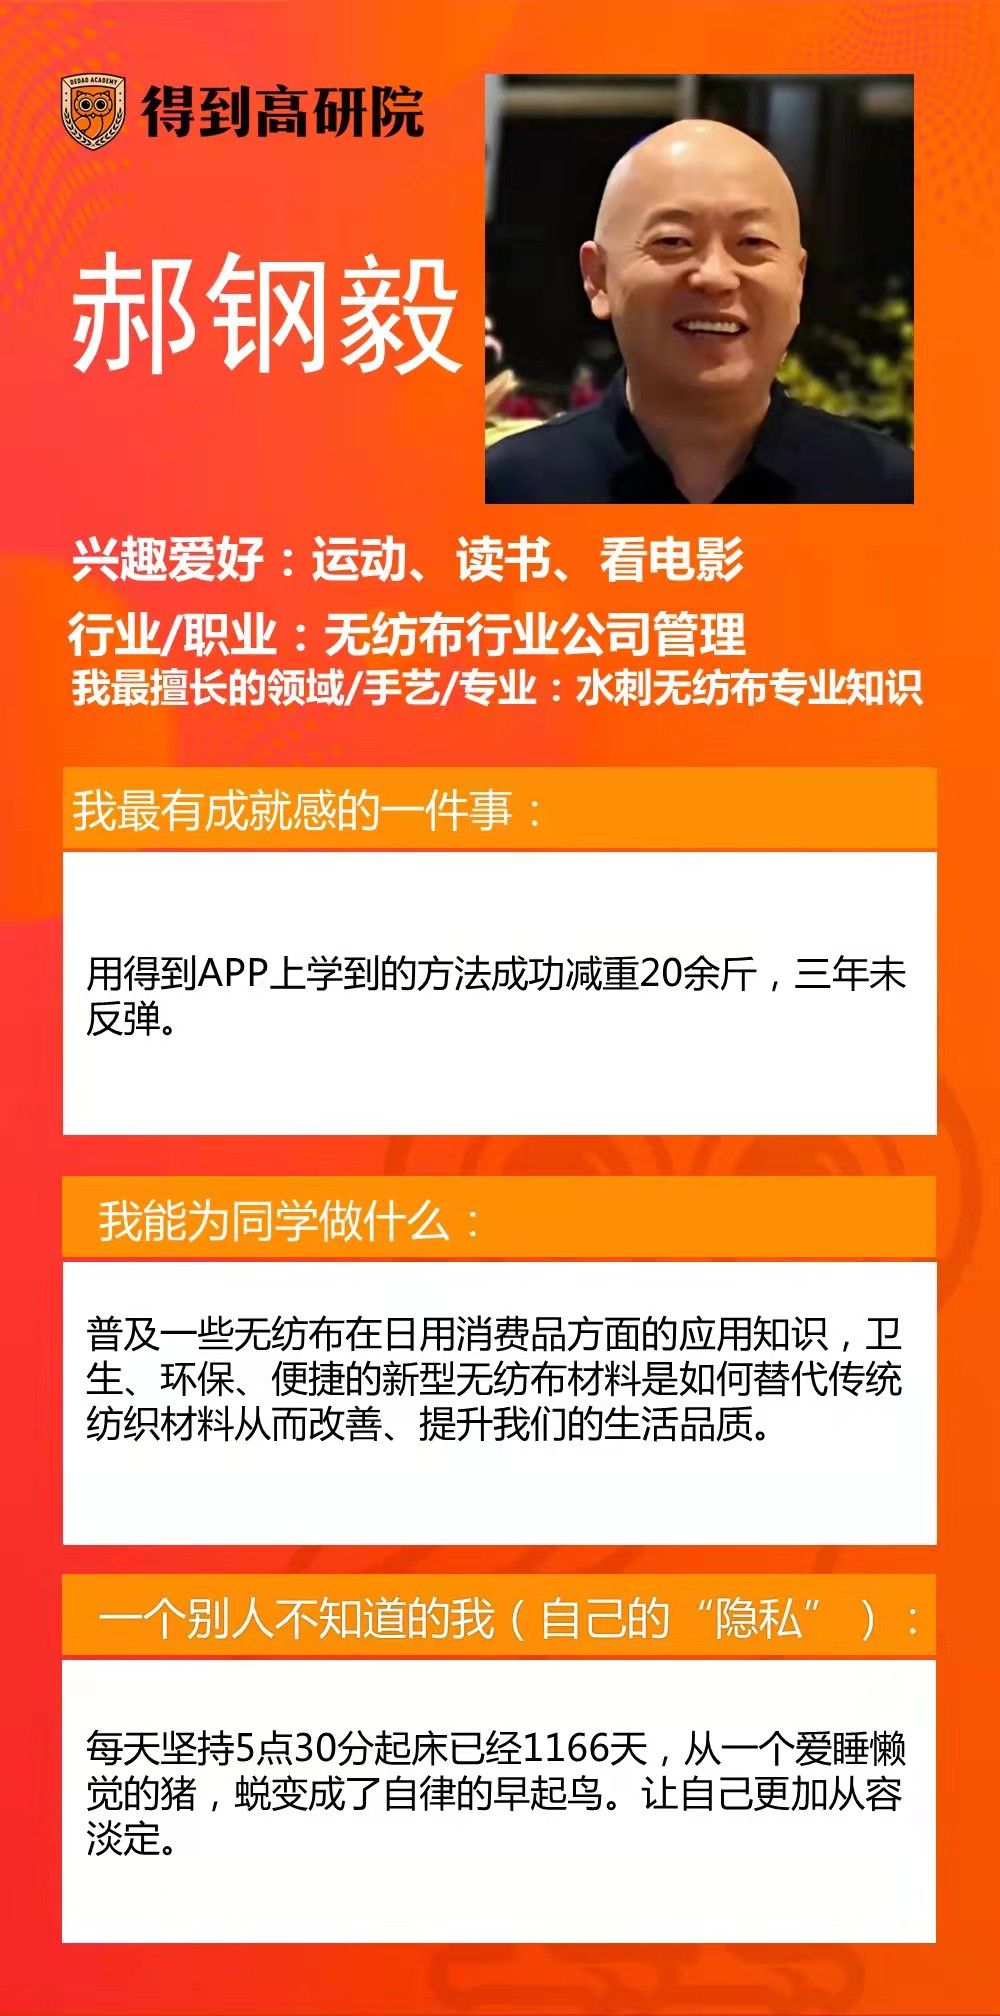 DEDAO ACADEMY
得到高研院
郝钢毅
兴趣爱好：运动、读书、看电影
行业/职业：无纺布行业公司管理
我最擅长的领域/手艺/专业：水刺无纺布专业知识
我最有成就感的一件事：
用得到APP上学到的方法成功减重20余斤，三年未
反弹。
我能为同学做什么：
普及一些无纺布在日用消费品方面的应用知识，卫
生、环保、便捷的新型无纺布材料是如何替代传统
纺织材料从而改善、提升我们的生活品质。
一个别人不知道的我（自己的“隐私”）：
每天坚持5点30分起床已经1166天，从一个爱睡懒
觉的猪，蜕变成了自律的早起鸟。让自己更加从容
淡定。